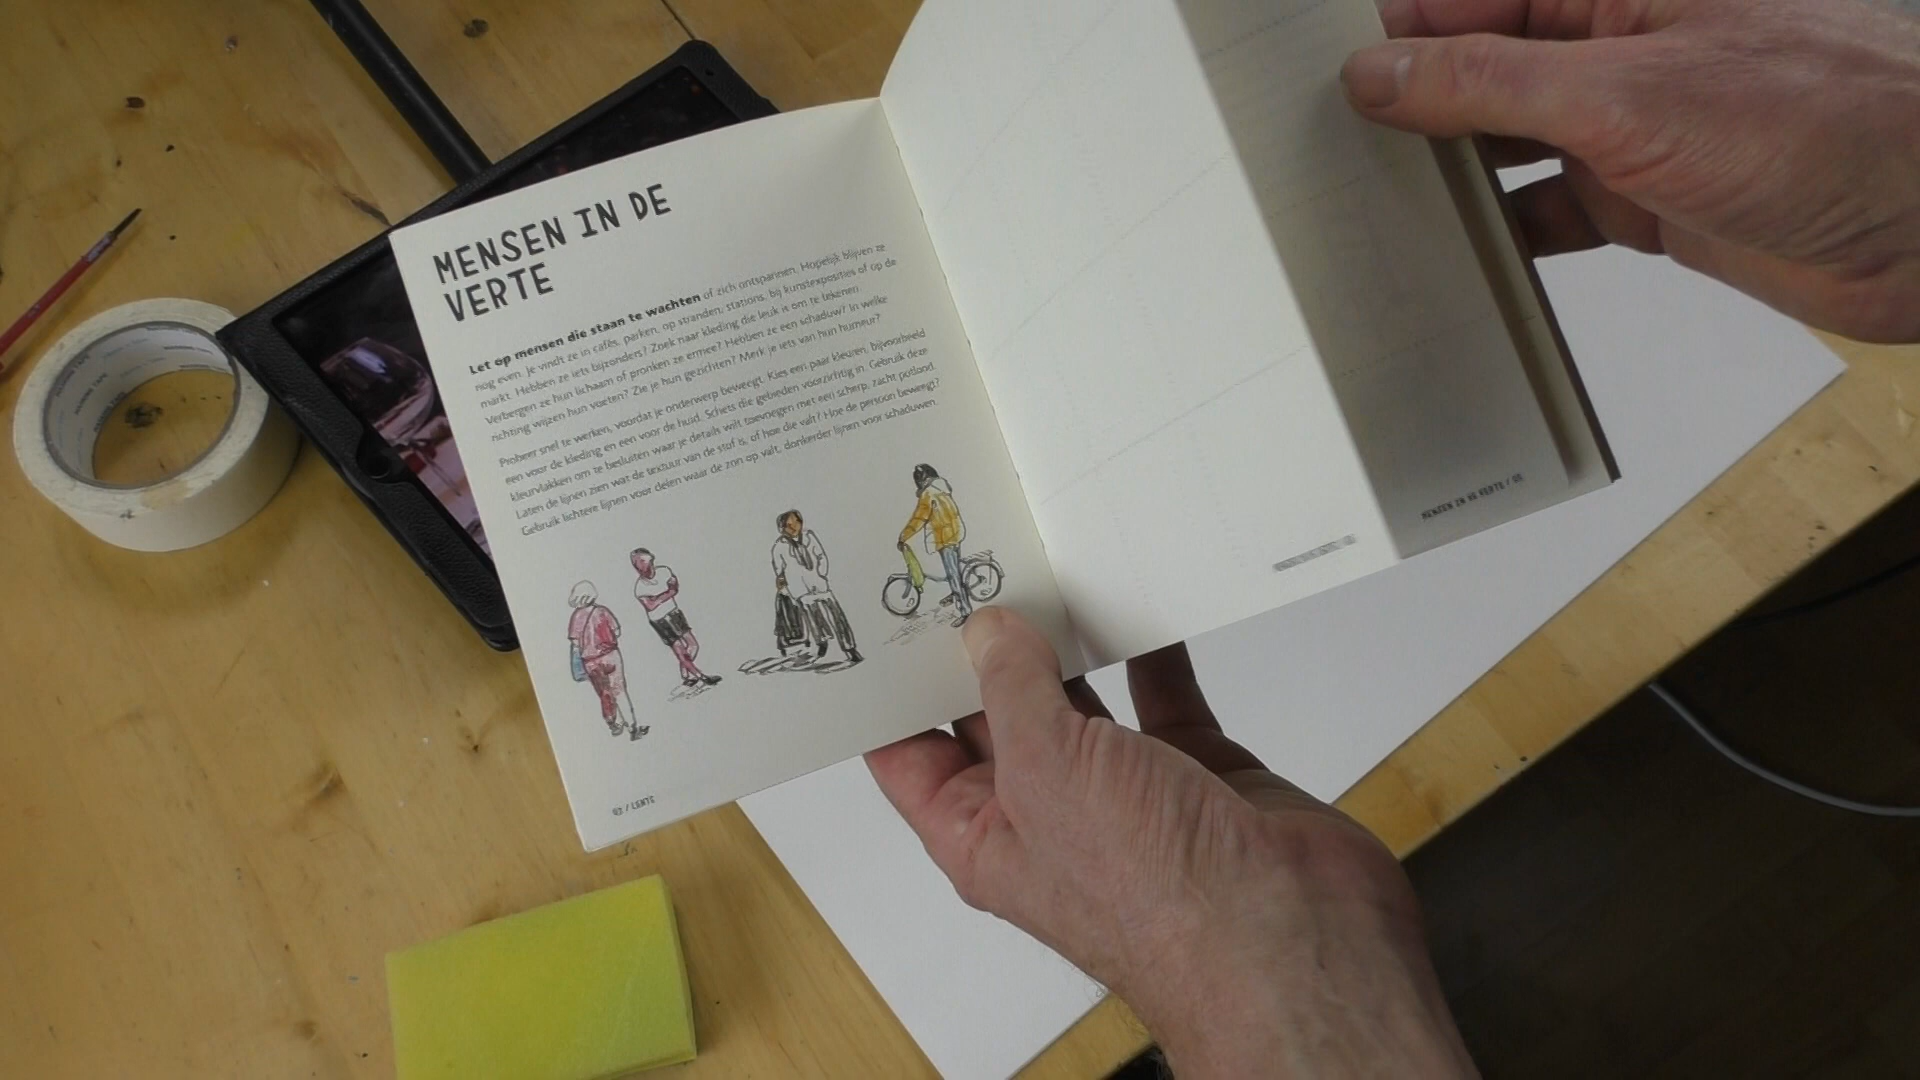 MENSEN IN DE
VERTE
Let op mensen die staan te wachten of zich ontspannen. Hopelijk blijven ze
nog even. Je vindt ze in cafés, parken, op stranden, stations, bij kunstexposities of op de
markt. Hebben ze iets bijzonders? Zoek naar kleding die leuk is om te tekenen
Verbergen ze hun lichaam of pronken ze ermee? Hebben ze een schaduw? In welke
richting wijzen hun voeten? Zie je hun gezichten? Merk je iets van hun humeur?
Probeer snel te werken, voordat je onderwerp beweegt. Kies een paar kleuren, bijvoorbeeld
een voor de kleding en een voor de huid. Schets die gebieden voorzichtig in. Gebruik deze
kleurvlakken om te besluiten waar je details wilt toevoegen met een scherp, zacht potlood.
Laten de lijnen zien wat de textuur van de stof is, of hoe die valt? Hoe de persoon beweegt?
Gebruik lichtere lijnen voor delen waar de zon op valt, donkerder lijnen voor schaduwen.
/ LENTE
MENSEN IN DE VERTE /
MASKING TAPE